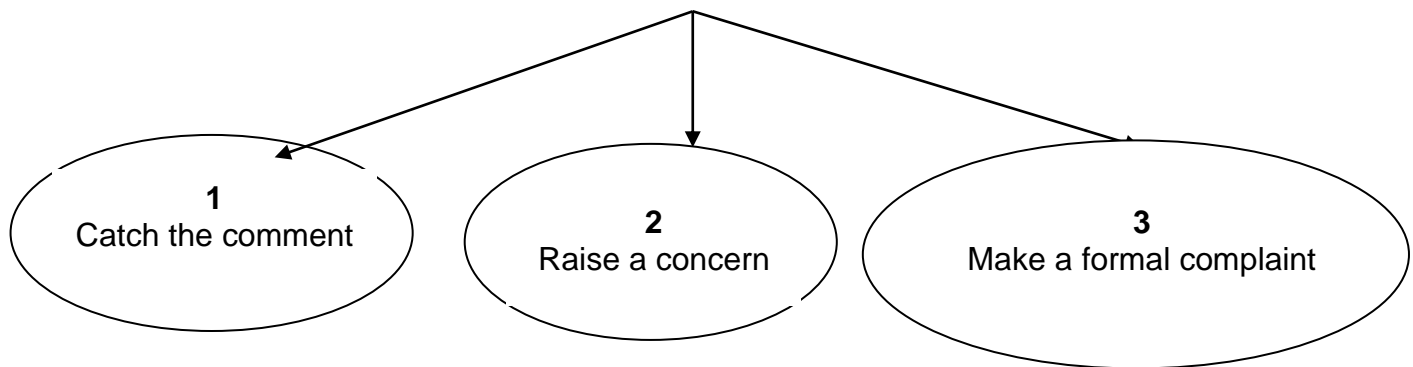 1
Catch the comment
2
Raise a concern
3
Make a formal complaint